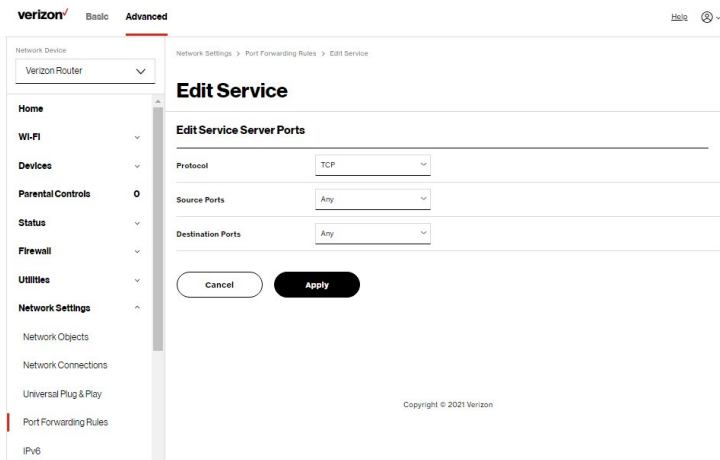 verizon✓ Basic Advanced Help
Network Device
Verizon Router
Home
Wi-Fi
Devices
Parental Controls 0
Status
Firewall
Utilities
Network Settings
Network Objects
Network Connections
Universal Plug & Play
Port Forwarding Rules
IPv6
Network Settings > Port Forwarding Rules > Edit Service
Edit Service
Edit Service Server Ports
Protocol TCP
Source Ports Any
Destination Ports Any
Cancel Apply
Copyright © 2021 Verizon